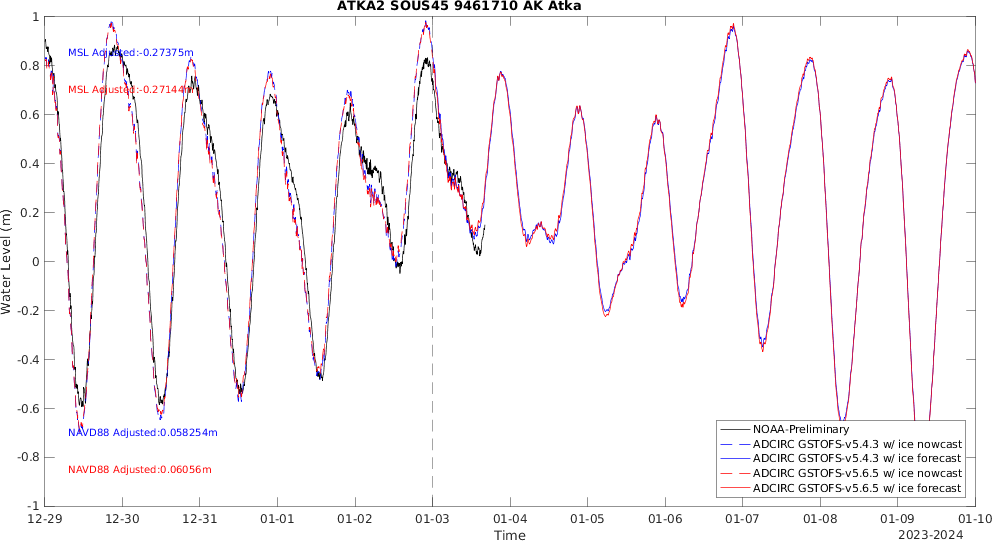 ATKA2 SOUS45 9461710 AK Atka
Water Level (m)
1
0.8
0.6
0.4
0.2
0
-0.2
-0.4
-0.6
-0.8
-1
MSL Adjusted:-0.27375m
MSL Adjusted:-0.27144m
NAVD88 Adjusted:0.058254m
NAVD88 Adjusted:0.06056m
NOAA-Preliminary
ADCIRC GSTOFS-v5.4.3 w/ ice nowcast
ADCIRC GSTOFS-v5.4.3 w/ ice forecast
ADCIRC GSTOFS-v5.6.5 w/ ice nowcast
ADCIRC GSTOFS-v5.6.5 w/ ice forecast
12-29 12-30 12-31 01-01 01-02 01-03 01-04 01-05 01-06 01-07 01-08 01-09 01-10
Time
2023-2024